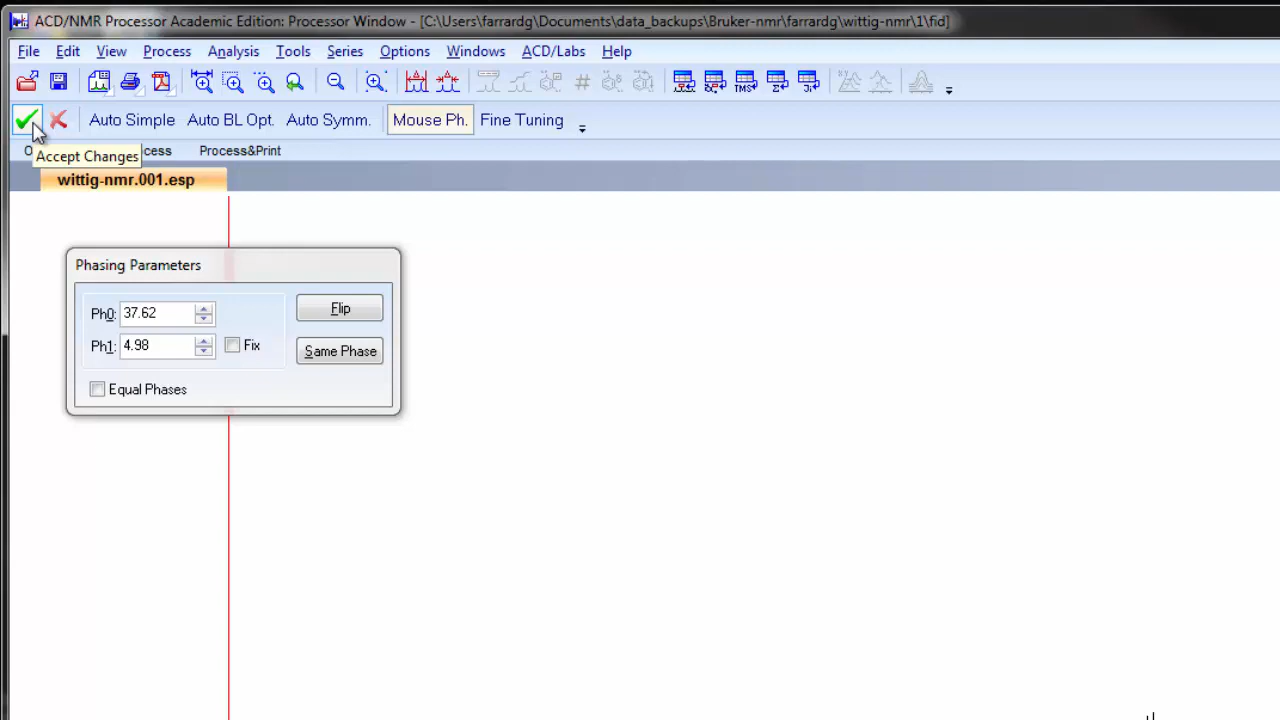 ACD/NMR Processor Academic Edition: Processor Window - [C:\Users\farrardg\Documents\data_backups\Bruker-nmr\farrardg\wittig-nmr\1\fid]
File Edit View Process Analysis Tools Series Options Windows ACD/Labs Help
Auto Simple Auto BL Opt. Auto Symm. Mouse Ph. Fine Tuning
Process&Print
Accept Changes
wittig-nmr.001.esp
Phasing Parameters
Ph0: 37.62 Flip
Ph1: 4.98 Fix Same Phase
Equal Phases